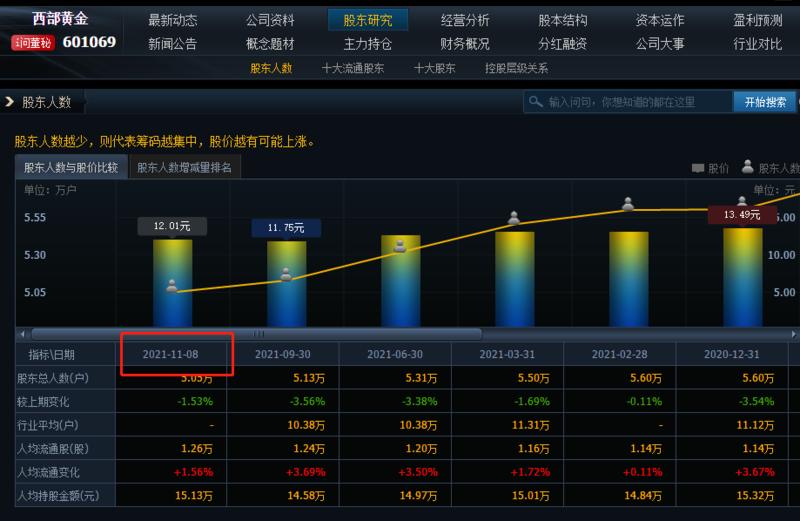 西部黄金 最新动态 公司资料 股东研究 经营分析 股本结构 资本运作 盈利预测
问董秘 601069 新闻公告 概念题材 主力持仓 财务概况 分红融资 公司大事 行业对比
股东人数 十大流通股东 十大股东 控股层级关系
股东人数 输入问句,你想知道的都在这里 开始搜索
股东人数越少,则代表筹码越集中,股价越有可能上涨。
股东人数与股价比较 股东人数增减量排名 股价 股东人数
单位:万户 单位:元
5.55 12.01元 11.75元 13.49元 5.00
5.30 10.00
5.05 5.00
指标\日期 2021-11-08 2021-09-30 2021-06-30 2021-03-31 2021-02-28 2020-12-31
股东总人数(户) 5.05万 5.13万 5.31万 5.50万 5.60万 5.60万
较上期变化 -1.53% -3.56% -3.38% -1.69% -0.11% -3.54%
行业平均(户) - 10.38万 10.38万 11.31万 - 11.12万
人均流通股(股) 1.26万 1.24万 1.20万 1.16万 1.14万 1.14万
人均流通变化 +1.56% +3.69% +3.50% +1.72% +0.11% +3.67%
人均持股金额(元) 15.13万 14.58万 14.97万 15.01万 14.84万 15.32万